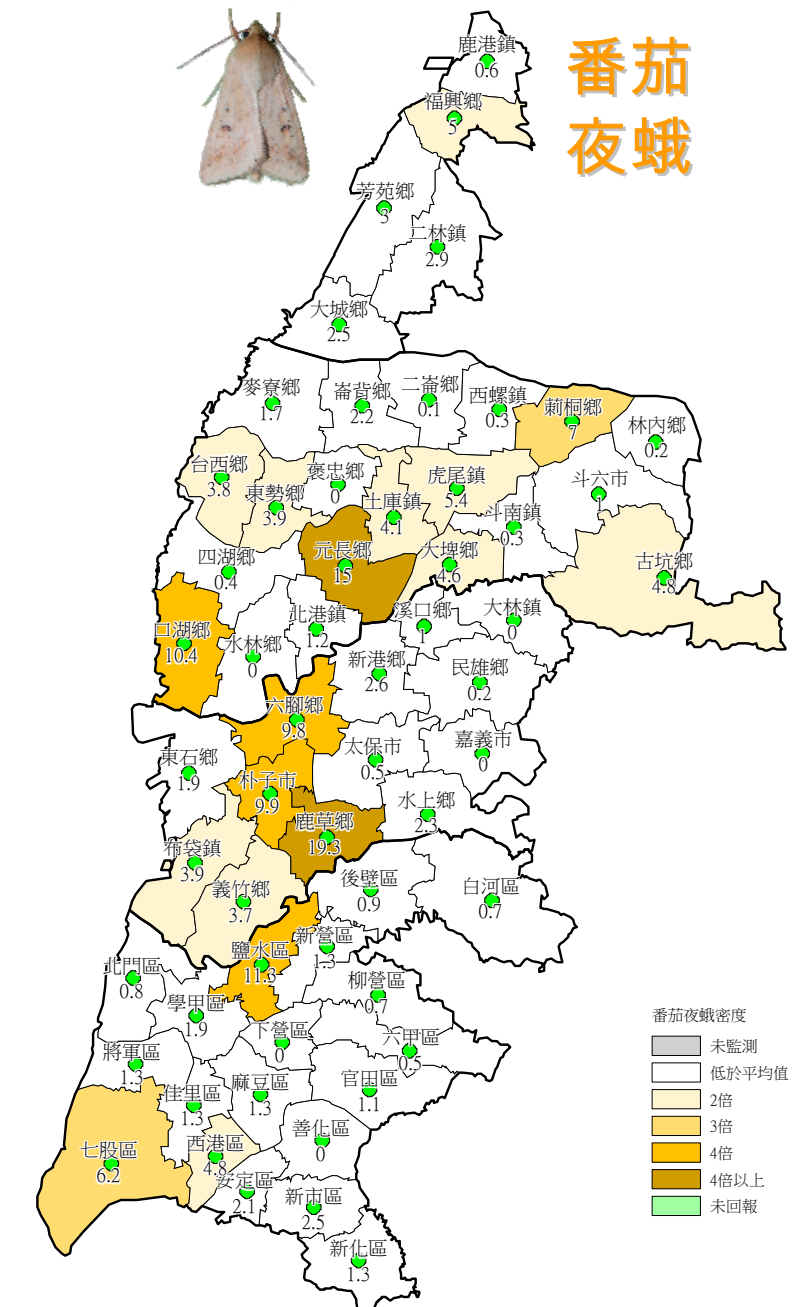 番茄
夜蛾
鹿港鎮
0.6
福興鄉
5
芳苑鄉
3
二林鎮
2.9
大城鄉
2.5
麥寮鄉
1.7
崙背鄉
2.2
二崙鄉
0.1
西螺鎮
0.3
莿桐鄉
7
林內鄉
0.2
台西鄉
3.8
東勢鄉
3.9
褒忠鄉
0
土庫鎮
4.1
虎尾鎮
5.4
斗南鎮
0.3
斗六市
1
四湖鄉
0.4
元長鄉
15
大埤鄉
4.6
古坑鄉
4.8
口湖鄉
10.4
水林鄉
0
北港鎮
1.2
溪口鄉
1
大林鎮
0
新港鄉
2.6
民雄鄉
0.2
六腳鄉
9.8
太保市
0.5
嘉義市
0
東石鄉
1.9
朴子市
9.9
水上鄉
2.3
鹿草鄉
19.3
布袋鎮
3.9
義竹鄉
3.7
後壁區
0.9
白河區
0.7
鹽水區
11.3
新營區
1.3
北門區
0.8
學甲區
1.9
柳營區
0.7
下營區
0
六甲區
0.5
將軍區
1.3
佳里區
1.3
麻豆區
1.3
官田區
1.1
七股區
6.2
西港區
4.8
善化區
0
安定區
2.1
新市區
2.5
新化區
1.3
番茄夜蛾密度
未監測
低於平均值
2倍
3倍
4倍
4倍以上
未回報